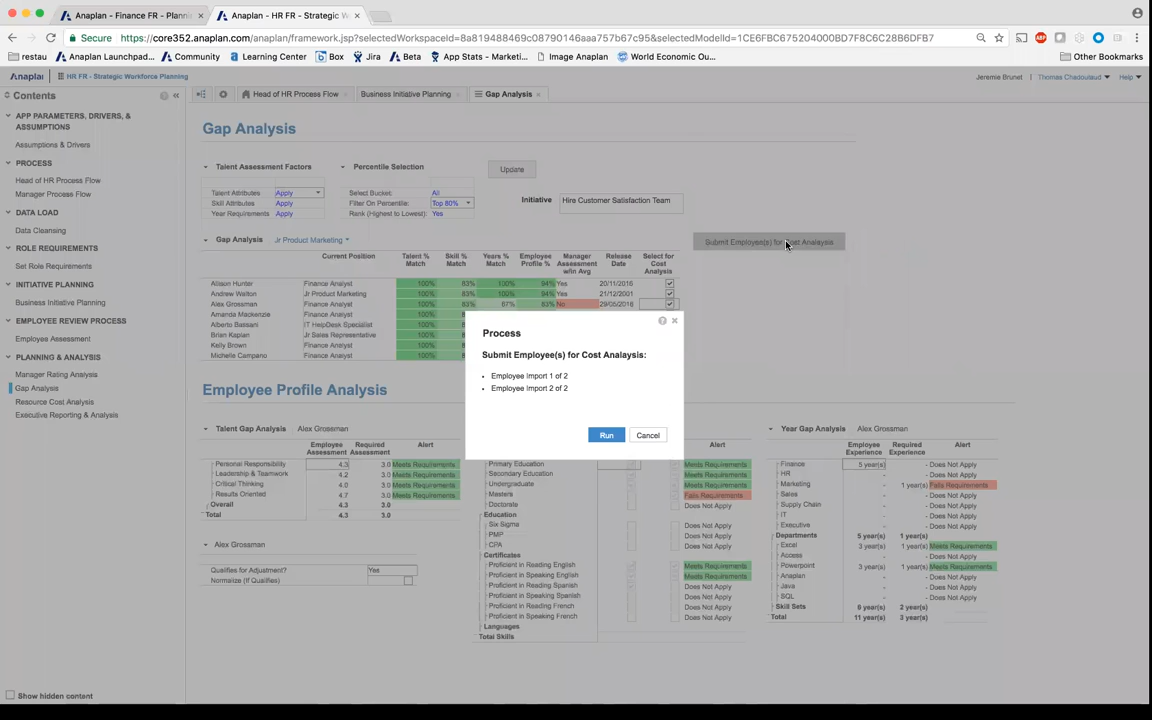 Anaplan - Finance FR - Planni
Anaplan - HR FR - Strategic W
Secure https://core352.anaplan.com/anaplan/framework.jsp?selectedWorkspaceId=8a819488469c08790146aaa757b67c95&selectedModelId=1CE6FBC675204000BD7F8C6C28B6DFB7
restau Anaplan Launchpad... Community Learning Center Box Jira Beta App Stats - Marketi... Image Anaplan World Economic Ou... Other Bookmarks
Anaplan HR FR - Strategic Workforce Planning Jeremie Brunet Thomas Chadoutaud Help
Contents
APP PARAMETERS, DRIVERS, &
ASSUMPTIONS
Assumptions & Drivers
PROCESS
Head of HR Process Flow
Manager Process Flow
DATA LOAD
Data Cleansing
ROLE REQUIREMENTS
Set Role Requirements
INITIATIVE PLANNING
Business Initiative Planning
EMPLOYEE REVIEW PROCESS
Employee Assessment
PLANNING & ANALYSIS
Manager Rating Analysis
Gap Analysis
Resource Cost Analysis
Executive Reporting & Analysis
Show hidden content
Head of HR Process Flow Business Initiative Planning Gap Analysis
Gap Analysis
Talent Assessment Factors Percentile Selection Update
Talent Attributes Apply Select Bucket: All
Skill Attributes Apply Filter On Percentile: Top 80%
Year Requirements Apply Rank (Highest to Lowest): Yes
Initiative Hire Customer Satisfaction Team
Gap Analysis Jr Product Marketing
Submit Employee(s) for Cost Analaysis
Current Position Talent % Match Skill % Match Years % Match Employee Profile % Manager Assessment w/in Avg Release Date Select for Cost Analysis
Alison Hunter Finance Analyst 100% 83% 100% 94% Yes 20/11/2016
Andrew Walton Jr Product Marketing 100% 83% 100% 94% Yes 21/12/2001
Alex Grossman Finance Analyst 100% 83% 67% 83% No 29/05/2016
Amanda Mackenzie Finance Analyst 100%
Alberto Bassani IT HelpDesk Specialist 100%
Brian Kaplan Jr Sales Representative 100%
Kelly Brown Finance Analyst 100%
Michelle Campano Finance Analyst 100%
Process
Submit Employee(s) for Cost Analaysis:
Employee Import 1 of 2
Employee Import 2 of 2
Run Cancel
Employee Profile Analysis
Talent Gap Analysis Alex Grossman
Employee Assessment Required Assessment Alert
Personal Responsibility 4.3 3.0 Meets Requirements
Leadership & Teamwork 4.2 3.0 Meets Requirements
Critical Thinking 4.0 3.0 Meets Requirements
Results Oriented 4.7 3.0 Meets Requirements
Overall 4.3 3.0
Total 4.3 3.0
Alex Grossman
Qualifies for Adjustment? Yes
Normalize (If Qualifies)
Alert
Primary Education Meets Requirements
Secondary Education Meets Requirements
Undergraduate Meets Requirements
Masters Fails Requirements
Doctorate Does Not Apply
Education
Six Sigma Does Not Apply
PMP Does Not Apply
CPA Does Not Apply
Certificates
Proficient in Reading English Meets Requirements
Proficient in Speaking English Meets Requirements
Proficient in Reading Spanish Does Not Apply
Proficient in Speaking Spanish Does Not Apply
Proficient in Reading French Does Not Apply
Proficient in Speaking French Does Not Apply
Languages
Total Skills
Year Gap Analysis Alex Grossman
Employee Experience Required Experience Alert
Finance 5 year(s) - Does Not Apply
HR - - Does Not Apply
Marketing - 1 year(s) Fails Requirements
Sales - - Does Not Apply
Supply Chain - - Does Not Apply
IT - - Does Not Apply
Executive - - Does Not Apply
Departments 5 year(s) 1 year(s)
Excel 3 year(s) 1 year(s) Meets Requirements
Access - - Does Not Apply
Powerpoint 3 year(s) 1 year(s) Meets Requirements
Anaplan - - Does Not Apply
Java - - Does Not Apply
SQL - - Does Not Apply
Skill Sets 6 year(s) 2 year(s)
Total 11 year(s) 3 year(s)